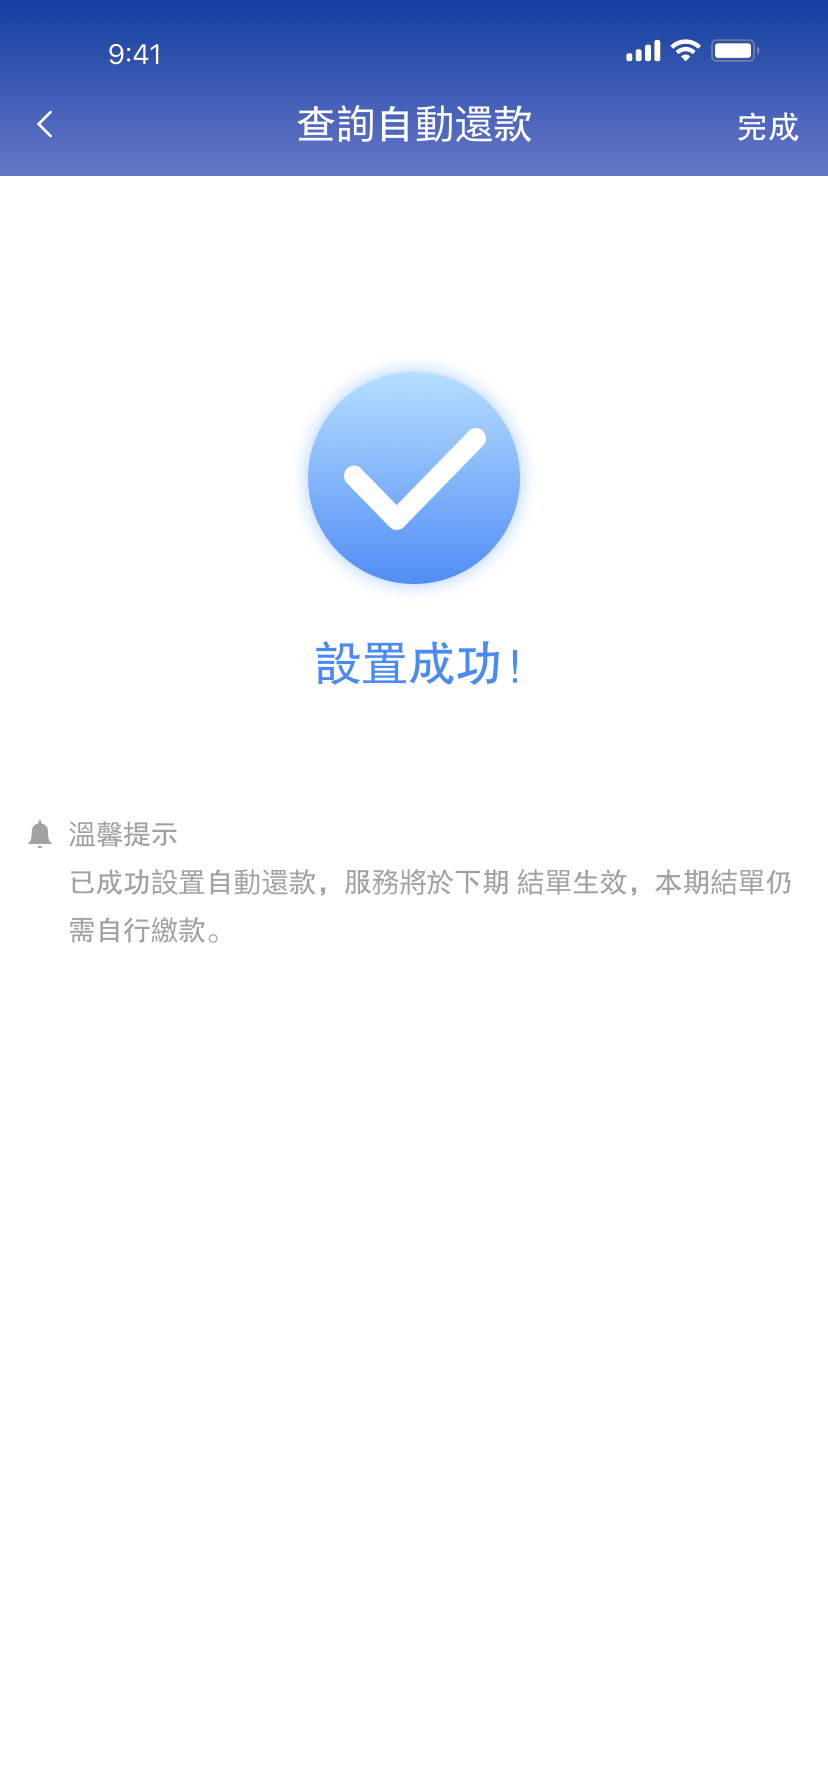 9:41
查詢自動還款
完成
設置成功！
溫馨提示
已成功設置自動還款，服務將於下期 結單生效，本期結單仍
需自行繳款。